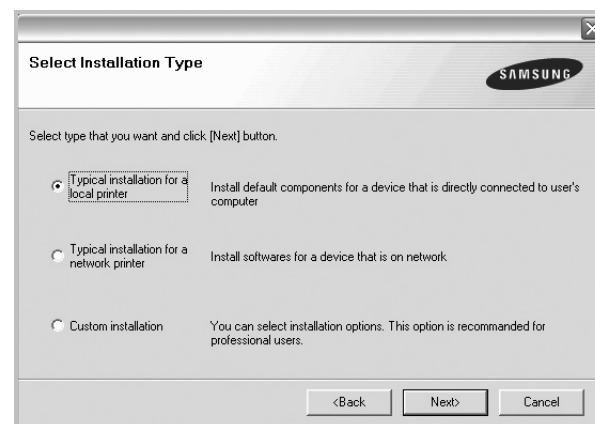 Select Installation Type
SAMSUNG
Select type that you want and click [Next] button.
Typical installation for a
local printer
Install default components for a device that is directly connected to user's
computer
Typical installation for a
network printer
Install softwares for a device that is on network
Custom installation
You can select installation options. This option is recommanded for
professional users.
<Back
Next>
Cancel